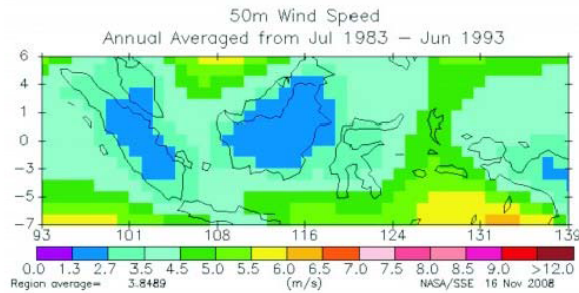 50m Wind Speed
Annual Averaged from Jul 1983 – Jun 1993
6
4
1
0
-3
-5
-7
93 101 108 116 124 131 139
0.0 1.3 2.7 3.5 4.5 5.0 5.5 6.0 6.5 7.0 7.5 8.0 8.5 9.0 >12.0
Region average= 3.8489 (m/s) NASA/SSE 16 Nov 2008